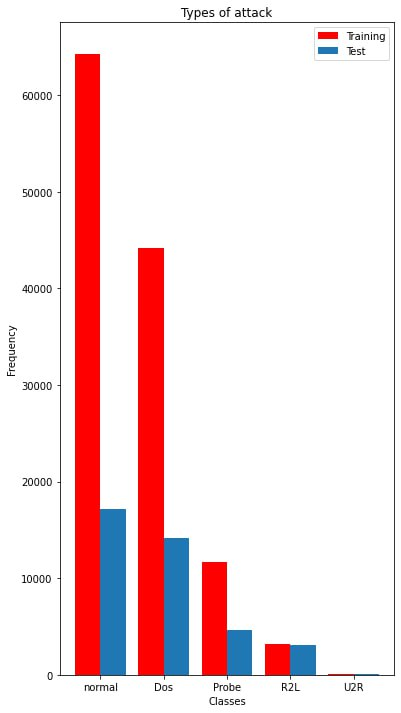 Types of attack
Training
Test
60000
50000
40000
30000
20000
10000
0
Frequency
normal Dos Probe R2L U2R
Classes